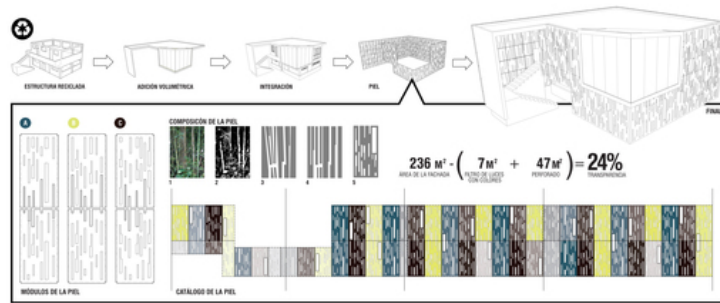 ESTRUCTURA RECICLADA
ADICIÓN VOLUMÉTRICA
INTEGRACIÓN
PIEL
FINAL
A
B
C
COMPOSICIÓN DE LA PIEL
1
2
3
4
5
236 M² - ( 7 M² + 47 M² ) = 24%
ÁREA DE LA FACHADA
FILTRO DE LUCES
CON COLORES
PERFORADO
TRANSPARENCIA
MÓDULOS DE LA PIEL
CATÁLOGO DE LA PIEL